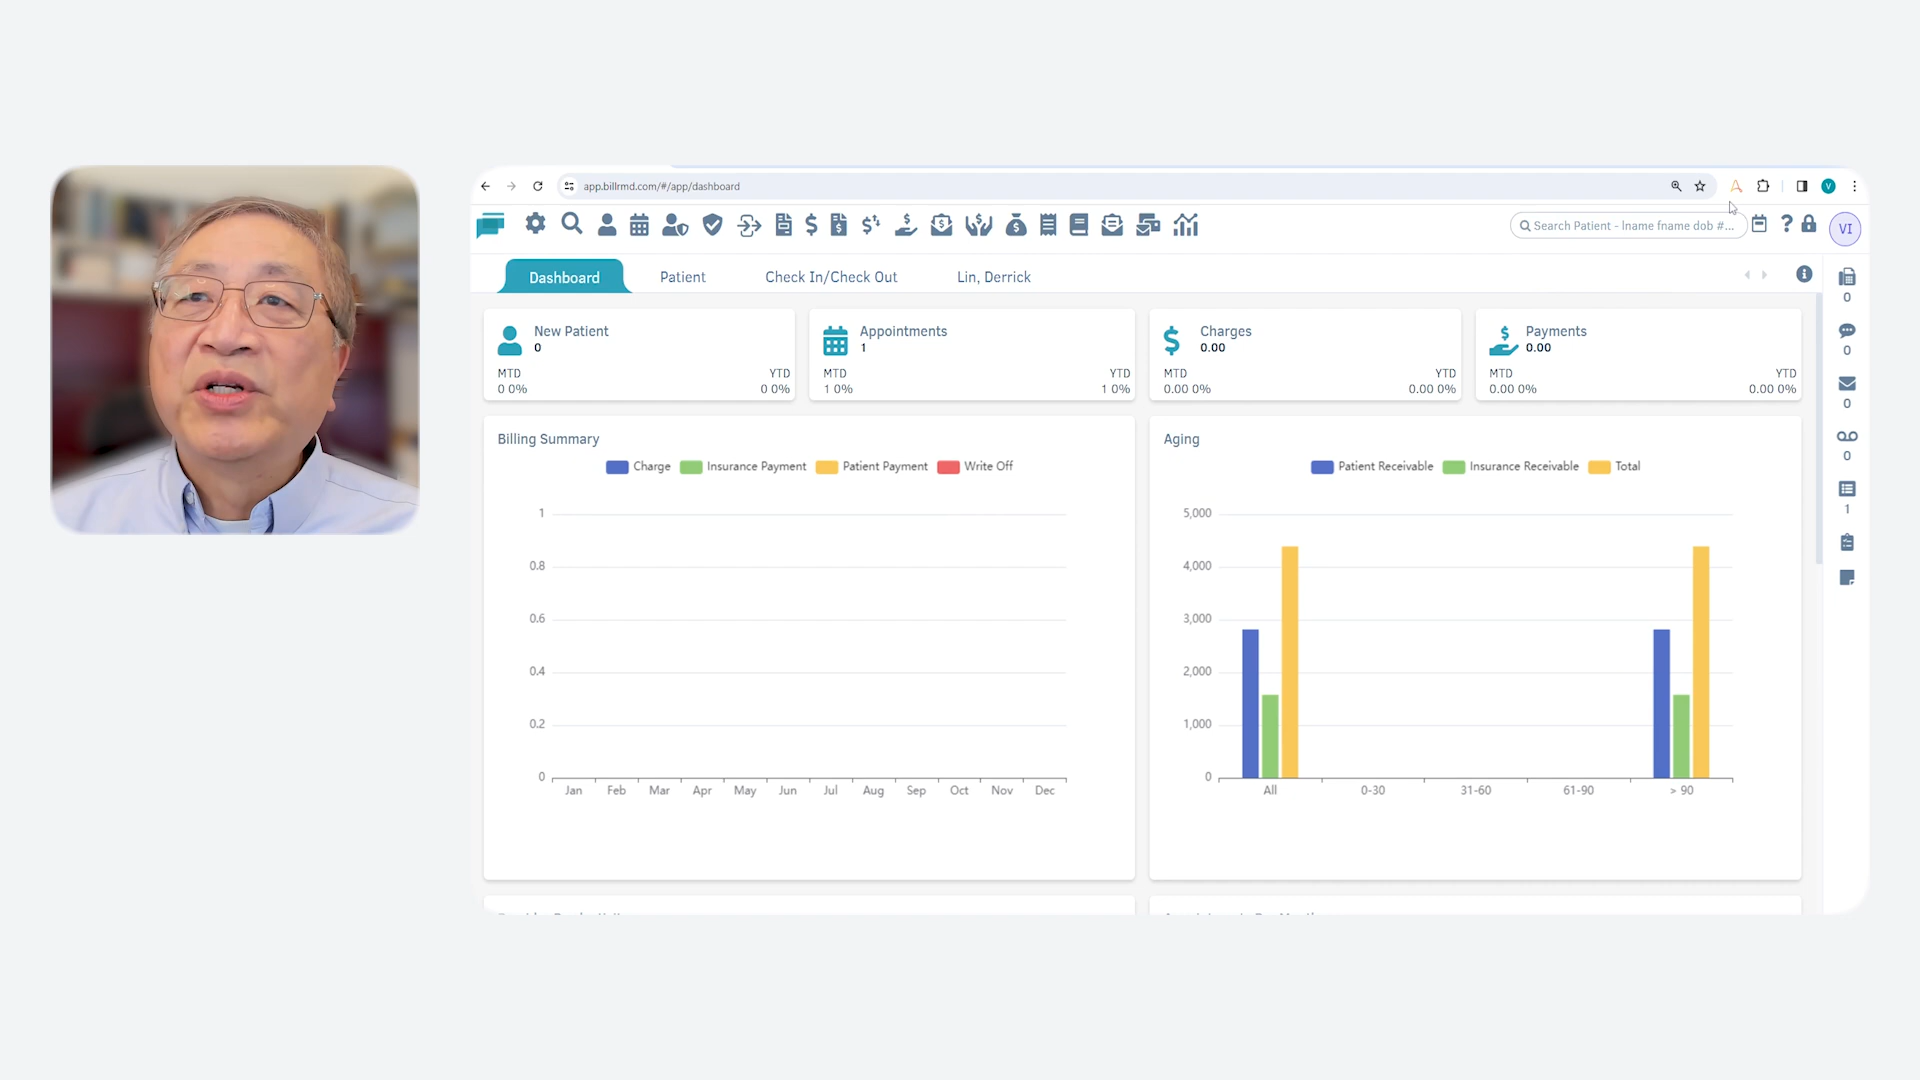 app.billrmd.com/#/app/dashboard
V
Search Patient - lname fname dob #...
VI
Dashboard
Patient
Check In/Check Out
Lin, Derrick
New Patient
0
MTD
YTD
0 0%
0 0%
Appointments
1
MTD
YTD
1 0%
1 0%
Charges
0.00
MTD
YTD
0.00 0%
0.00 0%
Payments
0.00
MTD
YTD
0.00 0%
0.00 0%
0
0
0
0
1
Billing Summary
Charge
Insurance Payment
Patient Payment
Write Off
1
0.8
0.6
0.4
0.2
0
Jan Feb Mar Apr May Jun Jul Aug Sep Oct Nov Dec
Aging
Patient Receivable
Insurance Receivable
Total
5,000
4,000
3,000
2,000
1,000
0
All 0-30 31-60 61-90 > 90